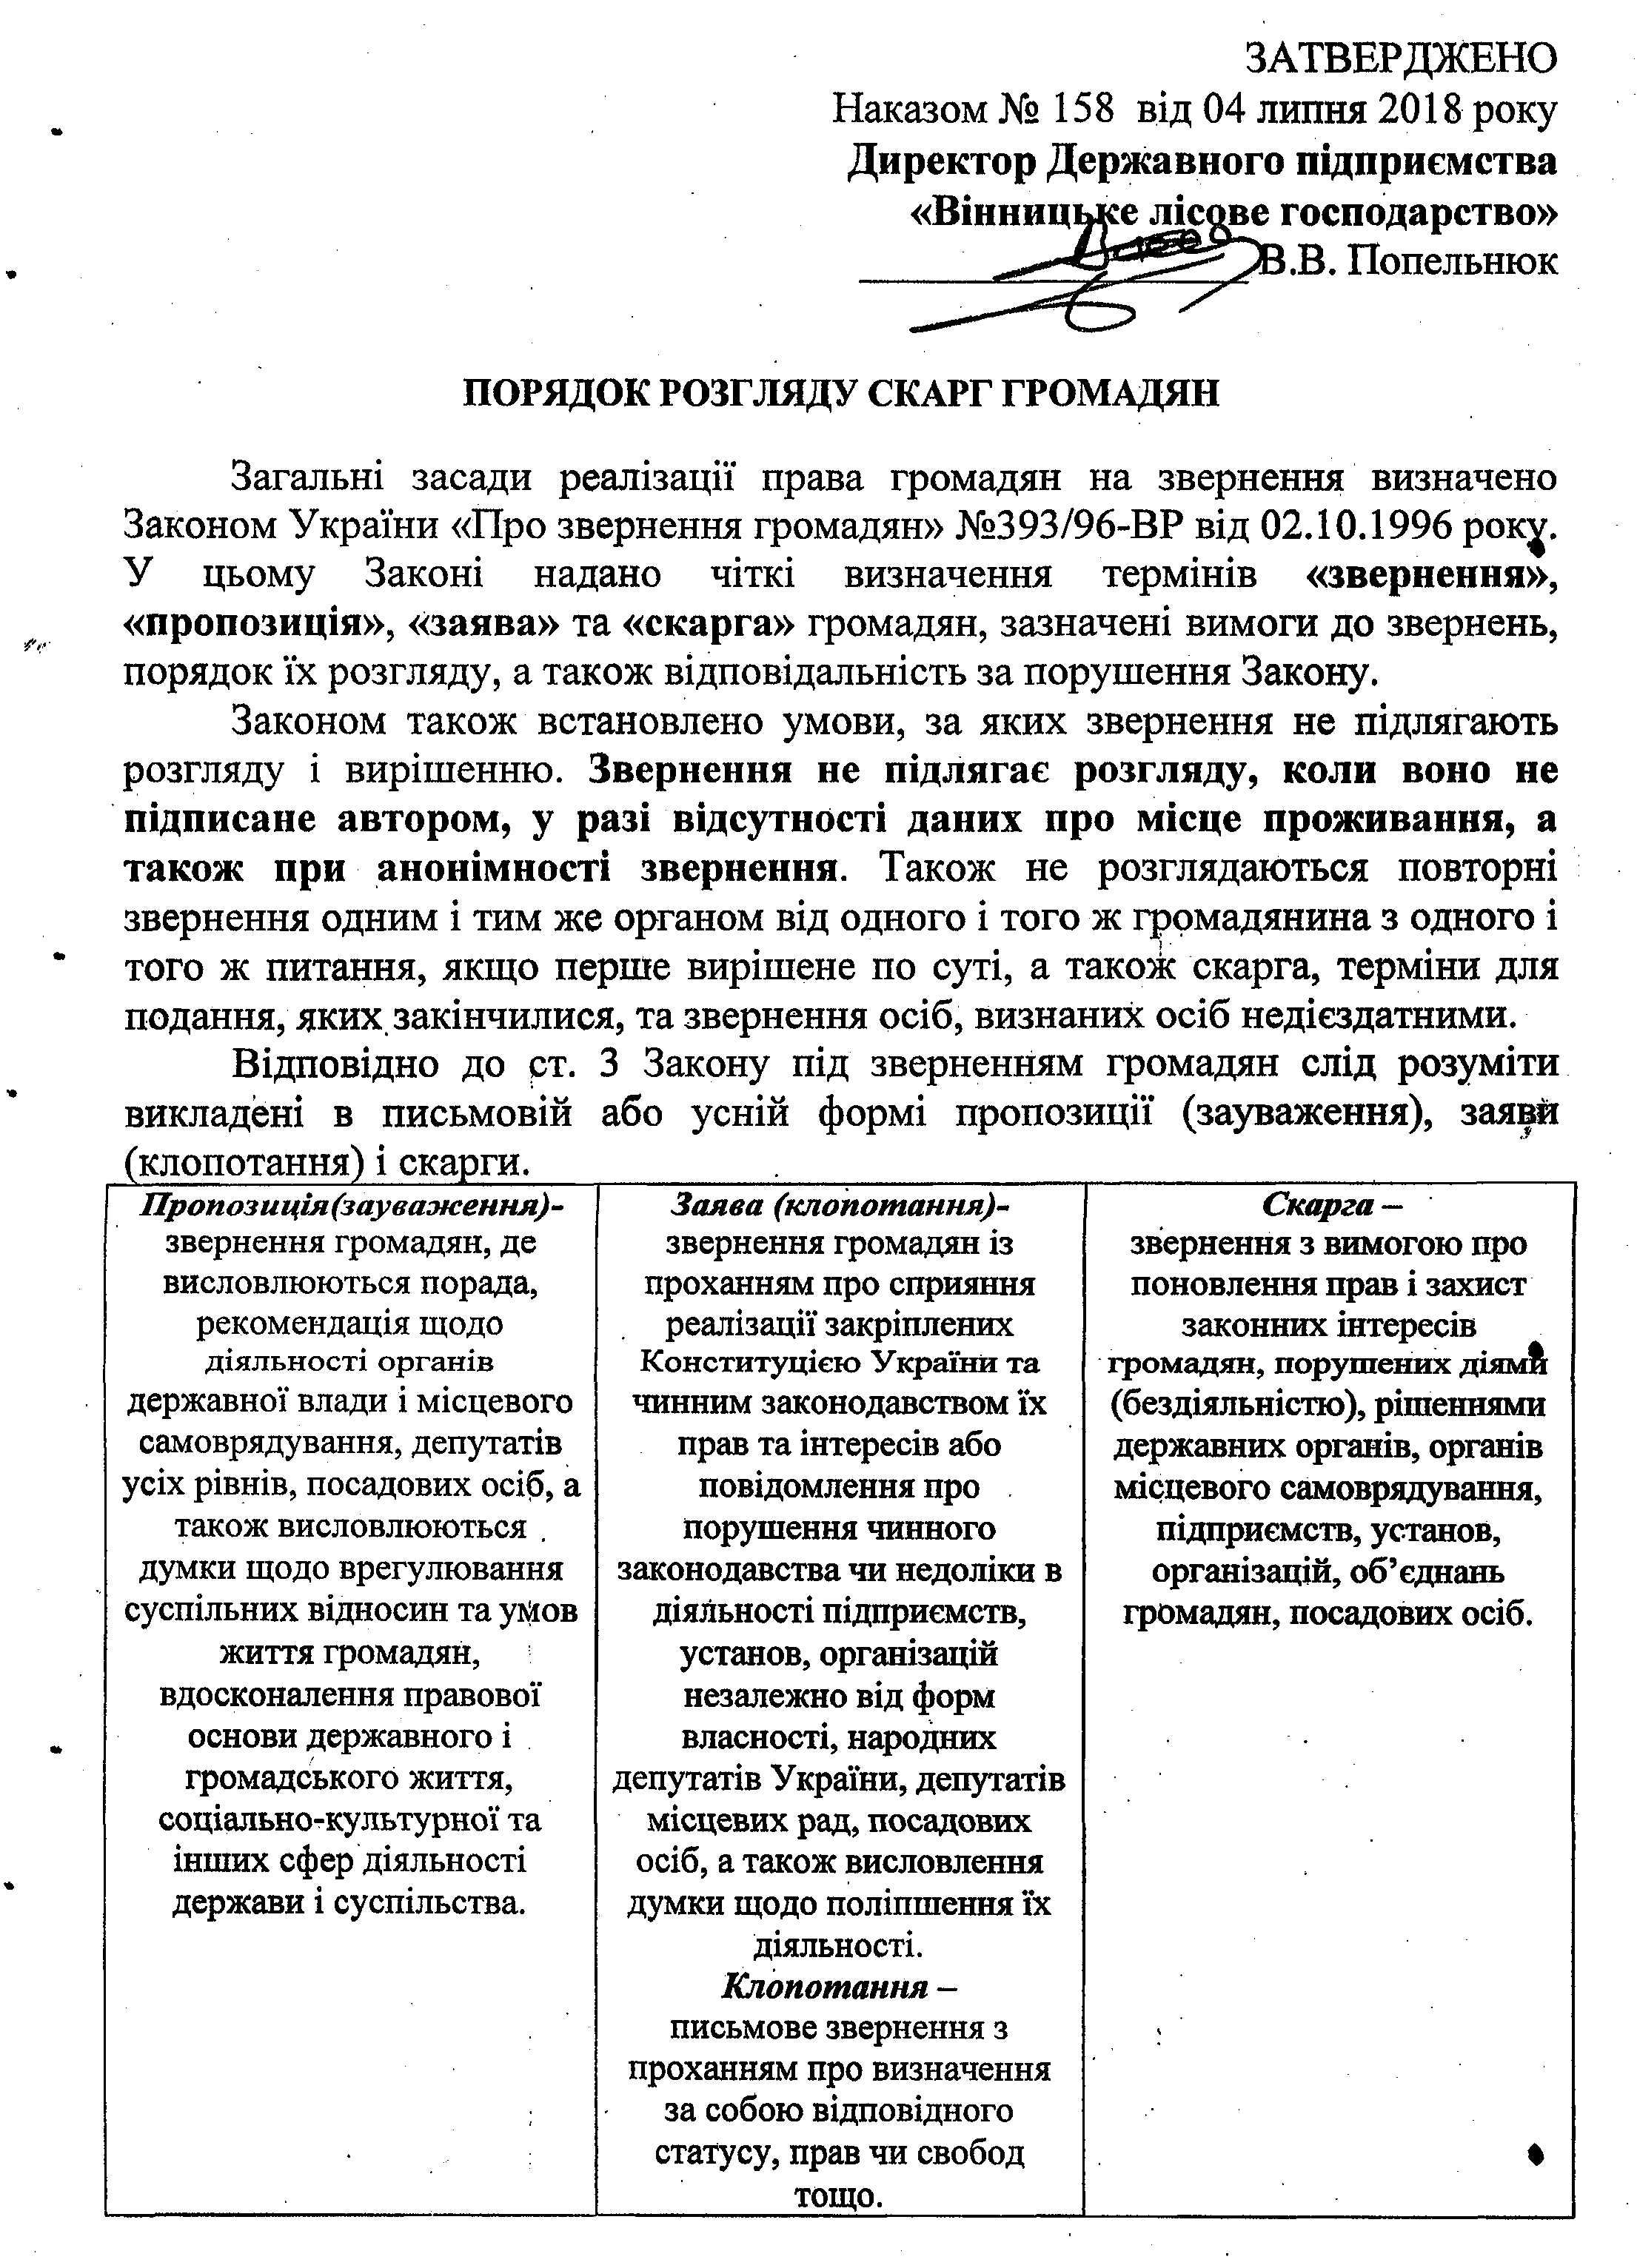 ЗАТВЕРДЖЕНО
Наказом № 158 від 04 липня 2018 року
Директор Державного підприємства
«Вінницьке лісове господарство»
В.В. Попельнюк
ПОРЯДОК РОЗГЛЯДУ СКАРГ ГРОМАДЯН
Загальні засади реалізації права громадян на звернення визначено
Законом України «Про звернення громадян» №393/96-ВР від 02.10.1996 року.
У цьому Законі надано чіткі визначення термінів «звернення»,
«пропозиція», «заява» та «скарга» громадян, зазначені вимоги до звернень,
порядок їх розгляду, а також відповідальність за порушення Закону.
Законом також встановлено умови, за яких звернення не підлягають
розгляду і вирішенню. Звернення не підлягає розгляду, коли воно не
підписане автором, у разі відсутності даних про місце проживання, а
також при анонімності звернення. Також не розглядаються повторні
звернення одним і тим же органом від одного і того ж громадянина з одного і
того ж питання, якщо перше вирішене по суті, а також скарга, терміни для
подання, яких закінчилися, та звернення осіб, визнаних осіб недієздатними.
Відповідно до ст. 3 Закону під зверненням громадян слід розуміти
викладені в письмовій або усній формі пропозиції (зауваження), заяви
(клопотання) і скарги.
Пропозиція(зауваження)-
звернення громадян, де
висловлюються порада,
рекомендація щодо
діяльності органів
державної влади і місцевого
самоврядування, депутатів
усіх рівнів, посадових осіб, а
також висловлюються
думки щодо врегулювання
суспільних відносин та умов
життя громадян,
вдосконалення правової
основи державного і
громадського життя,
соціально-культурної та
інших сфер діяльності
держави і суспільства.
Заява (клопотання)-
звернення громадян із
проханням про сприяння
реалізації закріплених
Конституцією України та
чинним законодавством їх
прав та інтересів або
повідомлення про
порушення чинного
законодавства чи недоліки в
діяльності підприємств,
установ, організацій
незалежно від форм
власності, народних
депутатів України, депутатів
місцевих рад, посадових
осіб, а також висловлення
думки щодо поліпшення їх
діяльності.
Клопотання –
письмове звернення з
проханням про визначення
за собою відповідного
статусу, прав чи свобод
тощо.
Скарга –
звернення з вимогою про
поновлення прав і захист
законних інтересів
громадян, порушених діями
(бездіяльністю), рішеннями
державних органів, органів
місцевого самоврядування,
підприємств, установ,
організацій, об’єднань
громадян, посадових осіб.